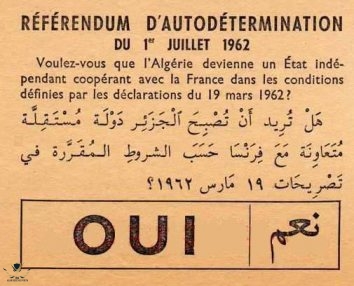 RÉFÉRENDUM D'AUTODÉTERMINATION
DU 1er JUILLET 1962
Voulez-vous que l'Algérie devienne un État indé-
pendant coopérant avec la France dans les conditions
définies par les déclarations du 19 mars 1962?
هَلْ تُرِيد أَنْ تُصْبِحَ الْجَزَئِر دَوْلَةً مُسْتَقِلَّة
مُتَعَاوِنَة مَعَ فِرَنْسَا حَسَبَ الشروطِ المُقَرَّرة في
تَصْرِيحَات ١٩ مَارس ١٩٦٢؟
OUI نعم